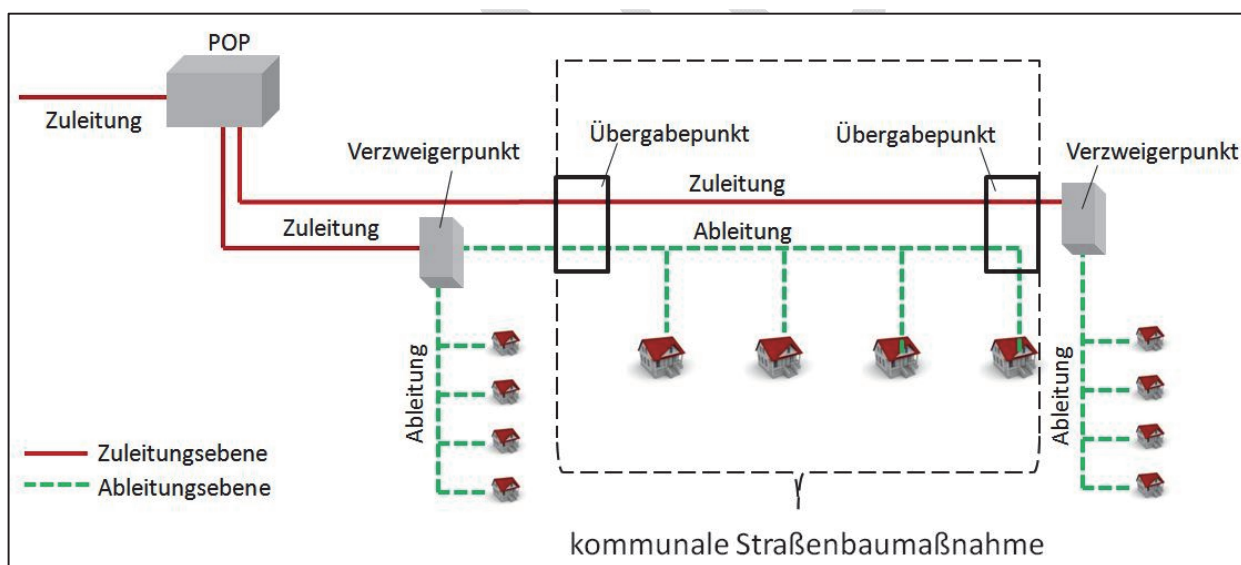 POP
Zuleitung
Verzweigerpunkt
Übergabepunkt
Übergabepunkt
Verzweigerpunkt
Zuleitung
Zuleitung
Ableitung
Ableitung
Ableitung
Zuleitungsebene
Ableitungsebene
kommunale Straßenbaumaßnahme